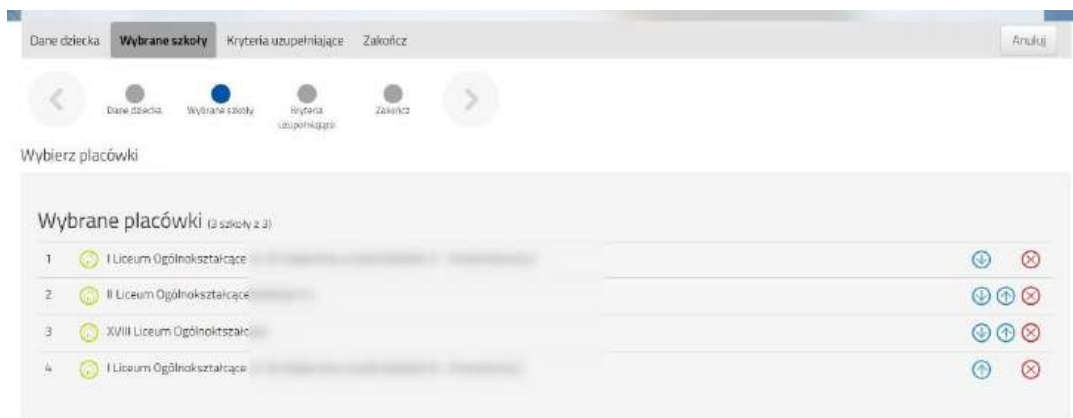 Dane dziecka Wybrane szkoły Kryteria uzupełniające Zakończ Anuluj
Dane dziecka Wybrane szkoły Kryteria uzupełniające Zakończ
Wybierz placówki
Wybrane placówki (3 szkoły z 3)
1 I Liceum Ogólnokształcące
2 II Liceum Ogólnokształcące
3 XVIII Liceum Ogólnoktszałc
4 I Liceum Ogólnokształcące